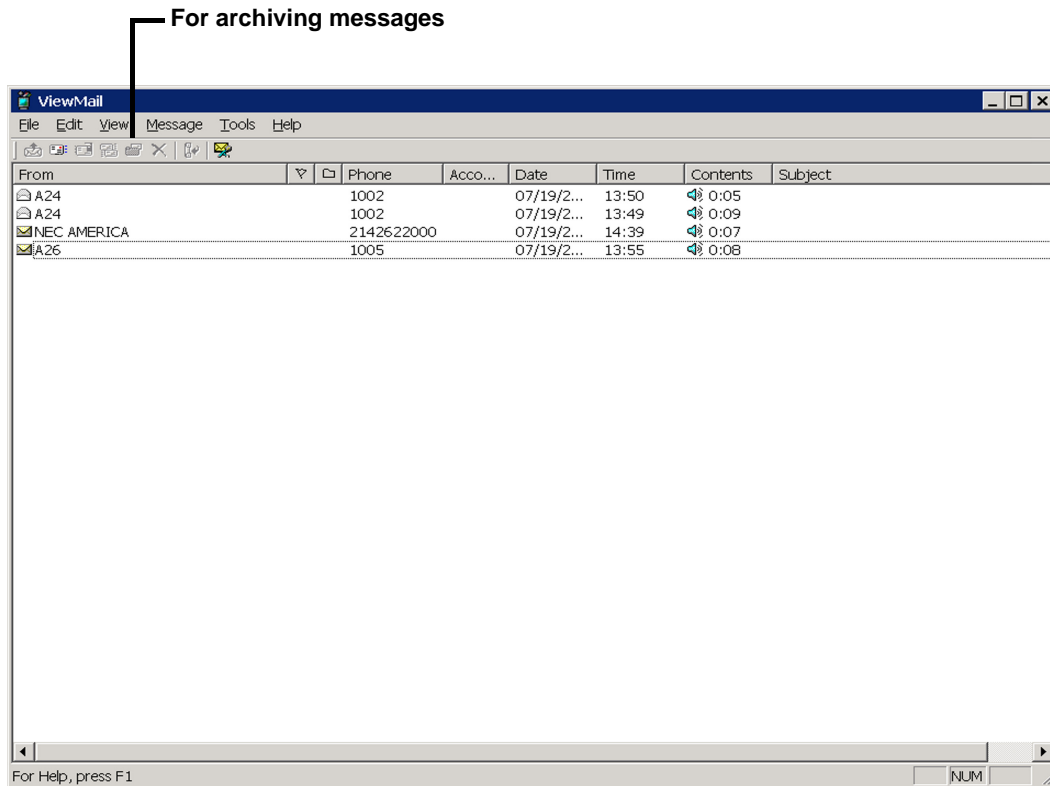 For archiving messages
ViewMail
File Edit View Message Tools Help
From Phone Acco... Date Time Contents Subject
A24 1002 07/19/2... 13:50 0:05
A24 1002 07/19/2... 13:49 0:09
NEC AMERICA 2142622000 07/19/2... 14:39 0:07
A26 1005 07/19/2... 13:55 0:08
For Help, press F1 NUM